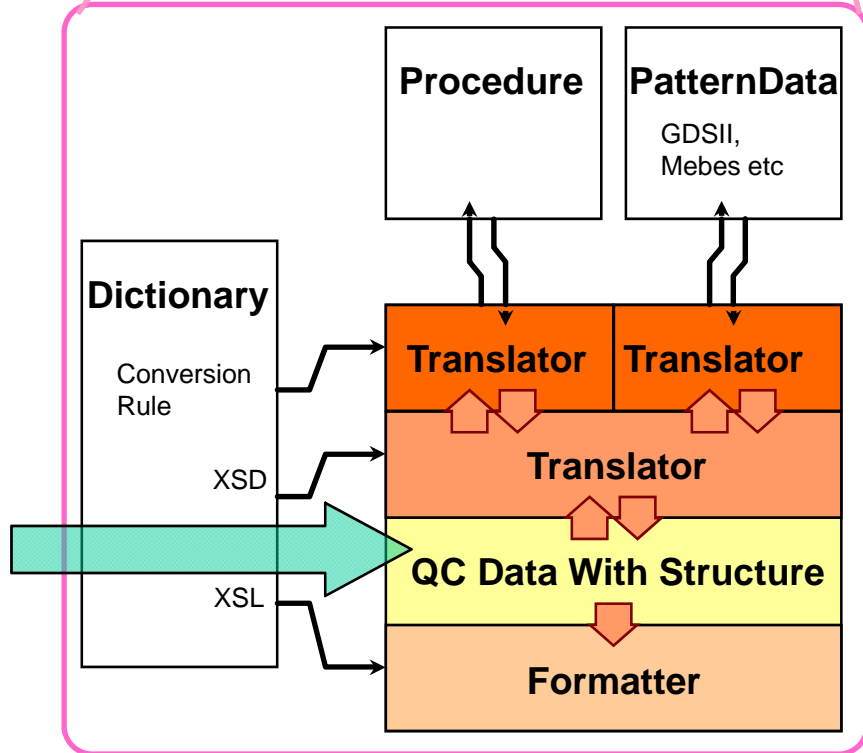 Procedure
PatternData
GDSII,
Mebes etc
Dictionary
Conversion
Rule
XSD
XSL
Translator
Translator
Translator
QC Data With Structure
Formatter